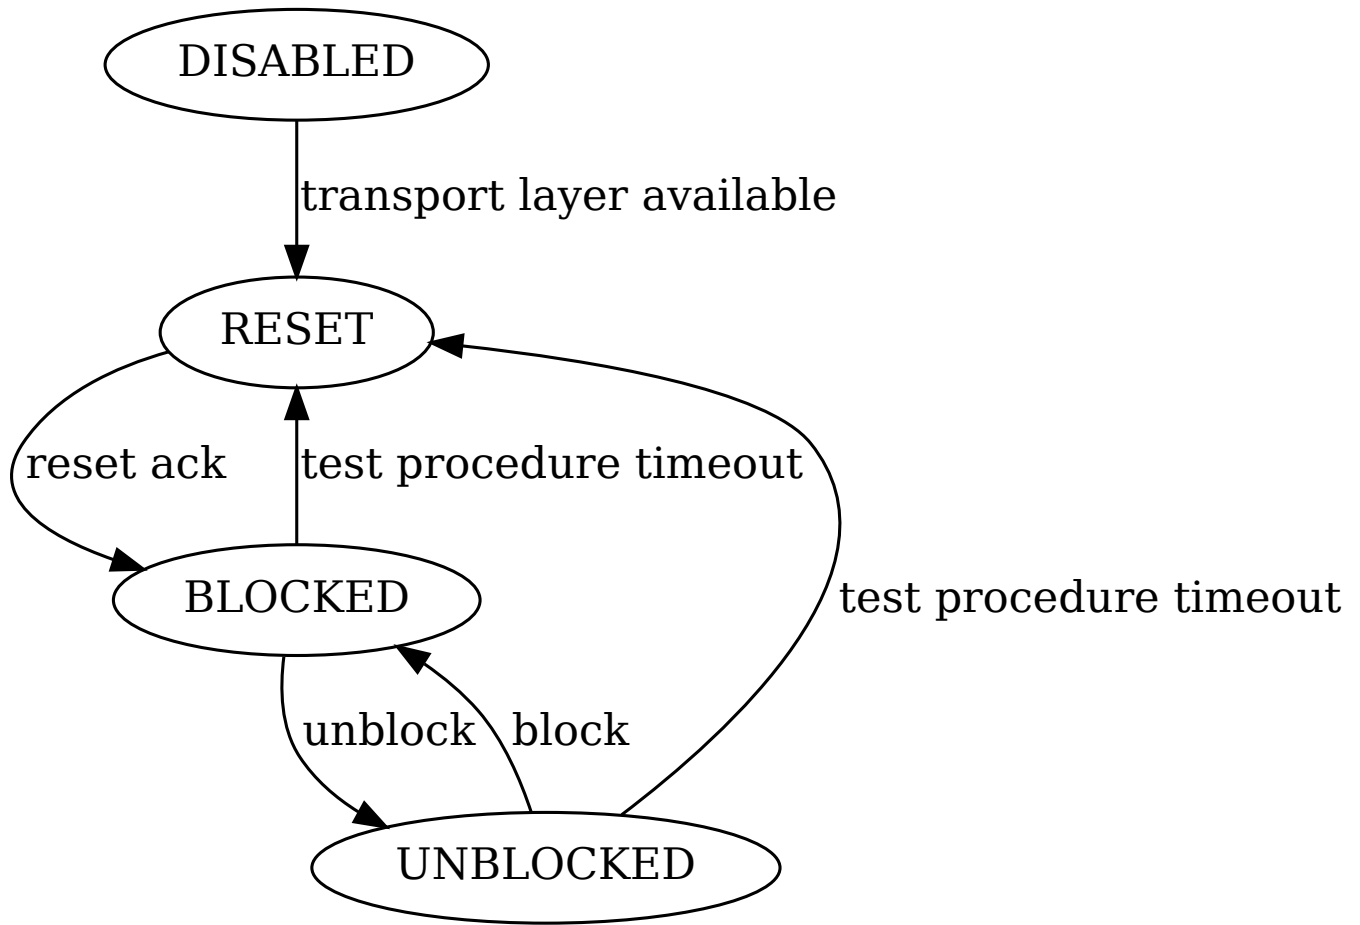 DISABLED
transport layer available
RESET
reset ack
test procedure timeout
BLOCKED
test procedure timeout
unblock
block
UNBLOCKED